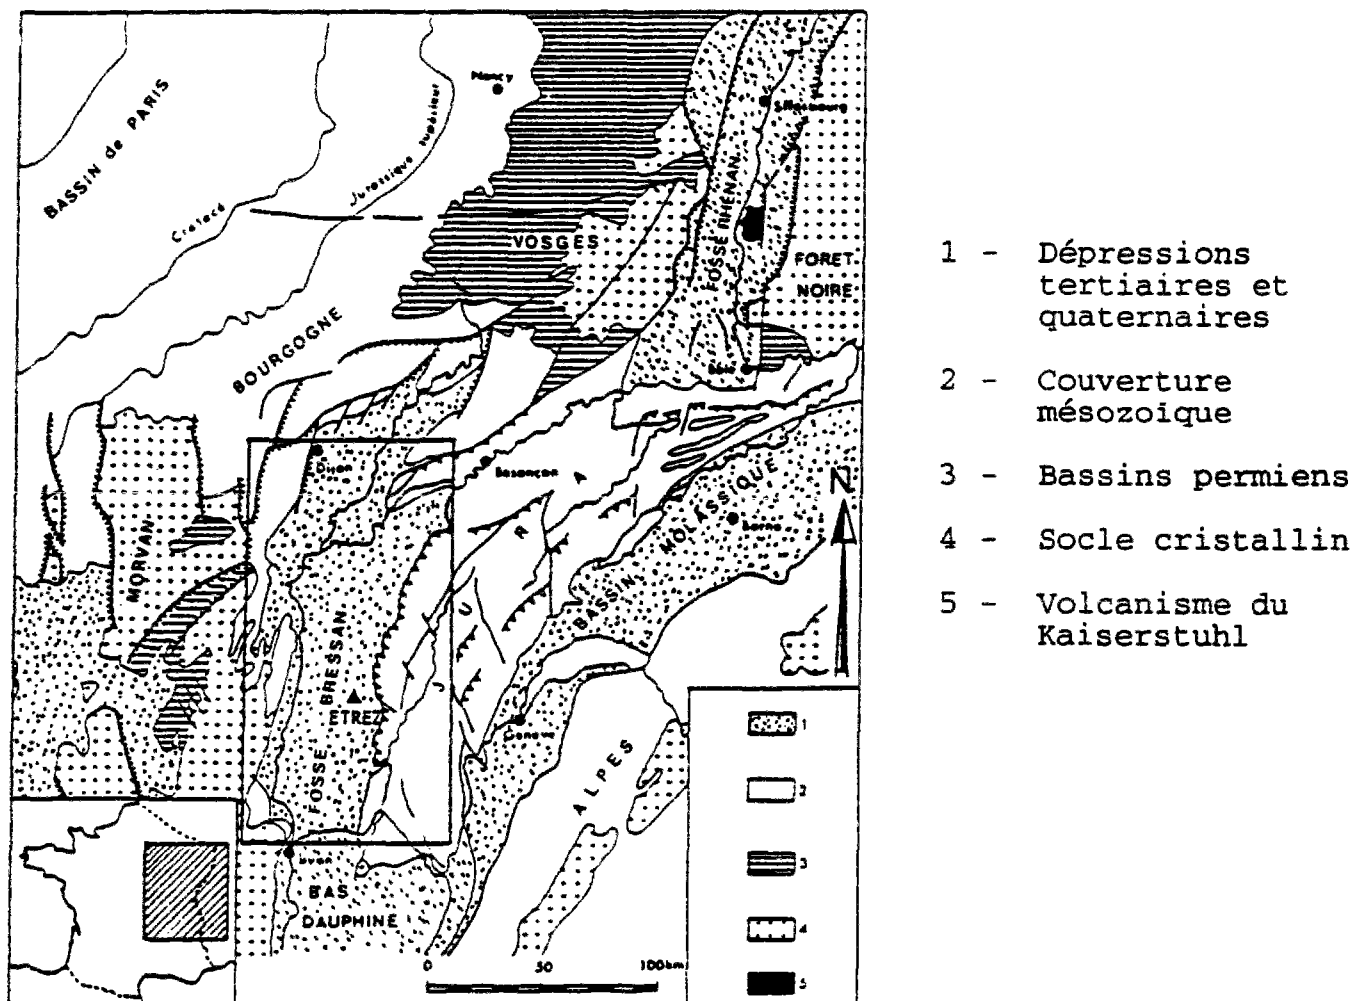 BASSIN de PARIS
Crétacé
Jurassique supérieur
Nancy
Strasbourg
VOSGES
FOSSE RHENAN
FORET
NOIRE
BOURGOGNE
Bâle
Dijon
Besançon
MORVAN
JURA
BASSIN MOLASSIQUE
Berne
N
FOSSE BRESSAN
ETREZ
Genève
ALPES
Lyon
BAS
DAUPHINE
0 50 100km
1
2
3
4
5
1 - Dépressions
tertiaires et
quaternaires
2 - Couverture
mésozoique
3 - Bassins permiens
4 - Socle cristallin
5 - Volcanisme du
Kaiserstuhl